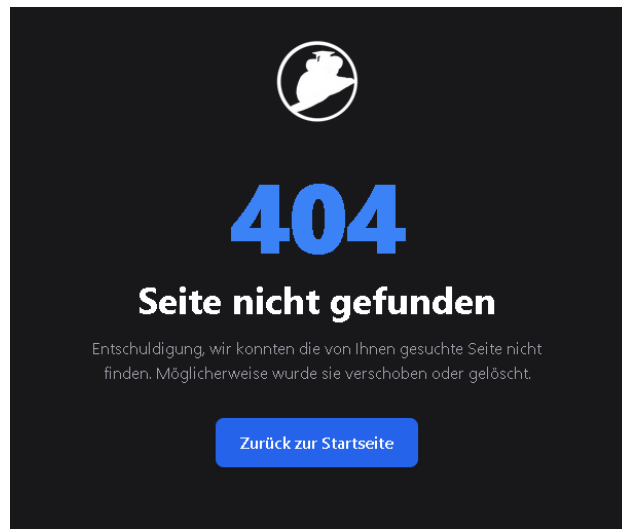 404
Seite nicht gefunden
Entschuldigung, wir konnten die von Ihnen gesuchte Seite nicht
finden. Möglicherweise wurde sie verschoben oder gelöscht.
Zurück zur Startseite